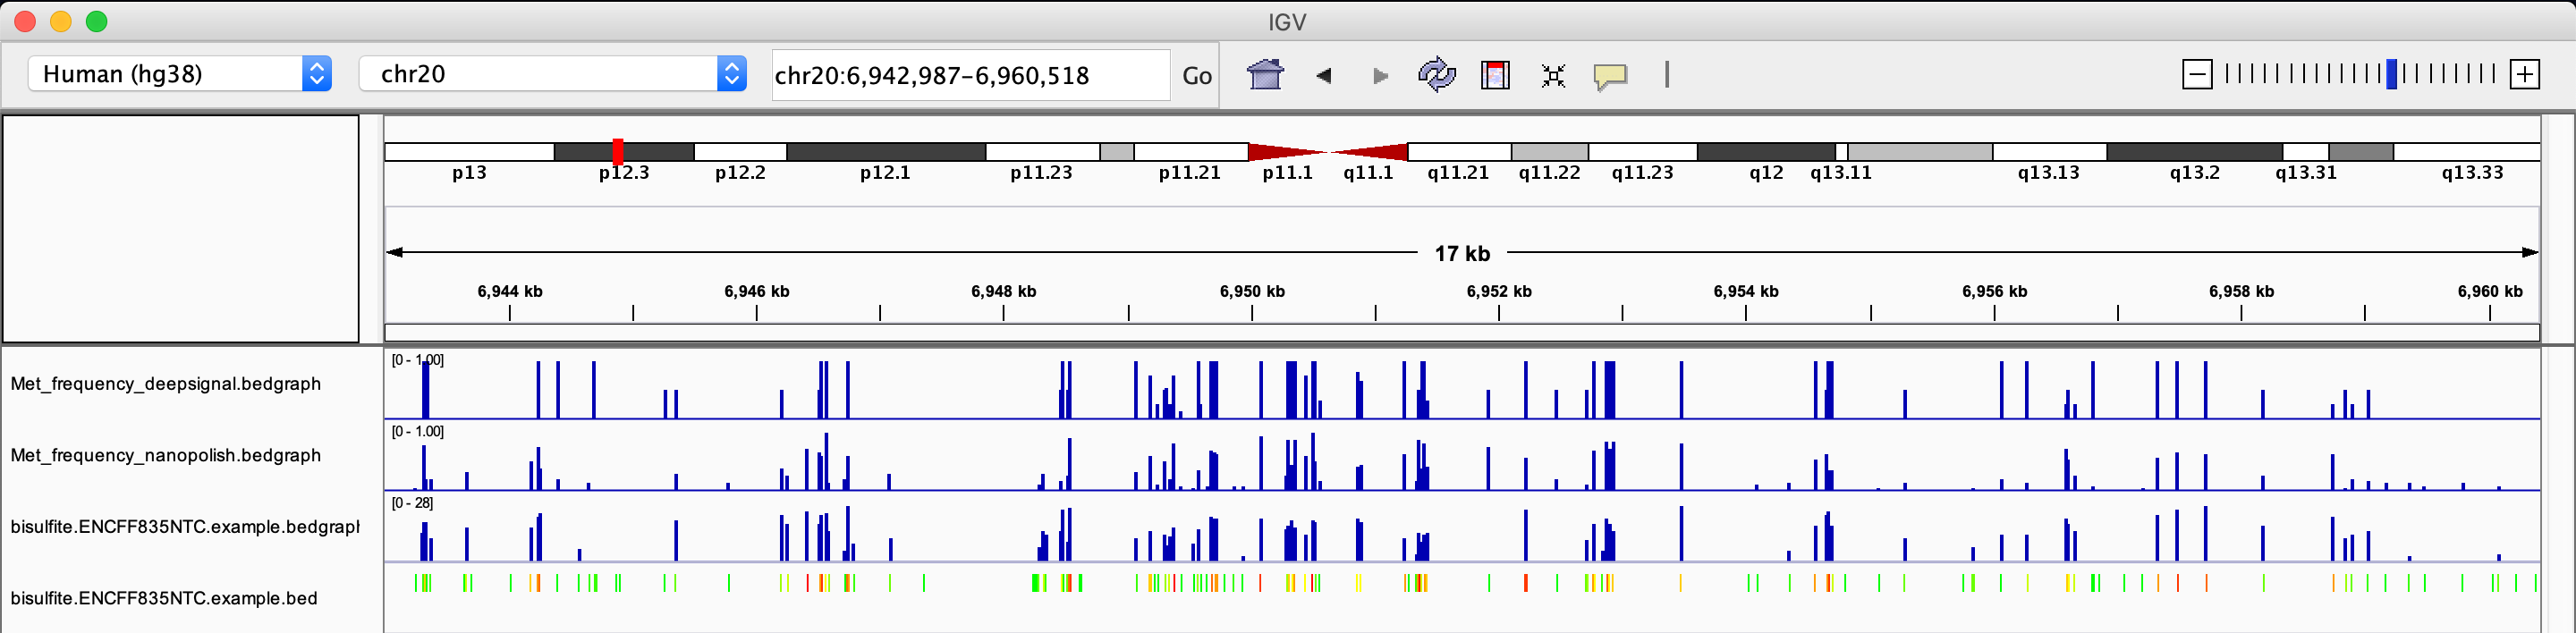 IGV
Human (hg38) chr20 chr20:6,942,987-6,960,518 Go
p13 p12.3 p12.2 p12.1 p11.23 p11.21 p11.1 q11.1 q11.21 q11.22 q11.23 q12 q13.11 q13.13 q13.2 q13.31 q13.33
17 kb
6,944 kb 6,946 kb 6,948 kb 6,950 kb 6,952 kb 6,954 kb 6,956 kb 6,958 kb 6,960 kb
[0 - 1.00]
Met_frequency_deepsignal.bedgraph
[0 - 1.00]
Met_frequency_nanopolish.bedgraph
[0 - 28]
bisulfite.ENCFF835NTC.example.bedgraph
bisulfite.ENCFF835NTC.example.bed